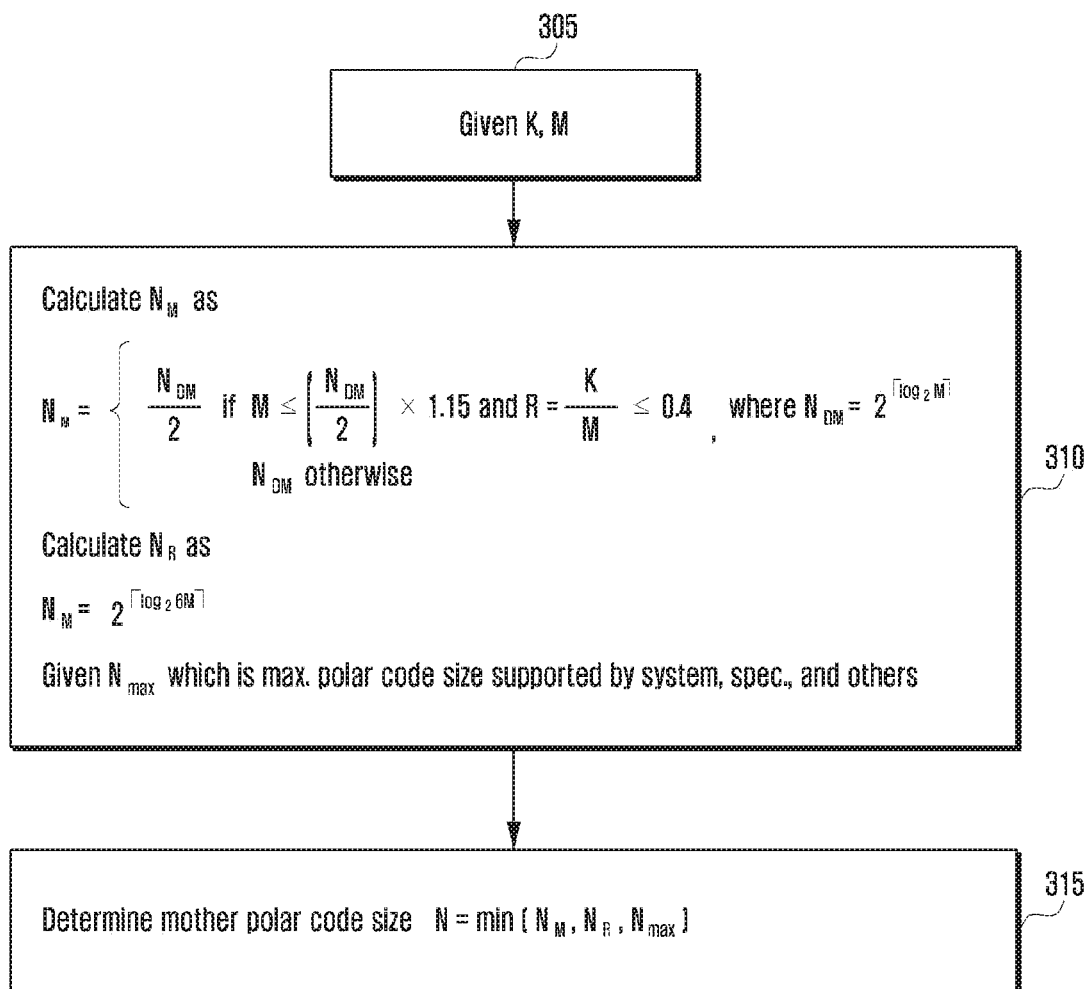 305
Given K, M
Calculate N_M as
N_M = { N_DM / 2 if M ≤ ( N_DM / 2 ) × 1.15 and R = K / M ≤ 0.4 , where N_DM = 2^⌈log_2 M⌉
N_DM otherwise
310
Calculate N_R as
N_M = 2^⌈log_2 6M⌉
Given N_max which is max. polar code size supported by system, spec., and others
315
Determine mother polar code size N = min ( N_M , N_R , N_max )